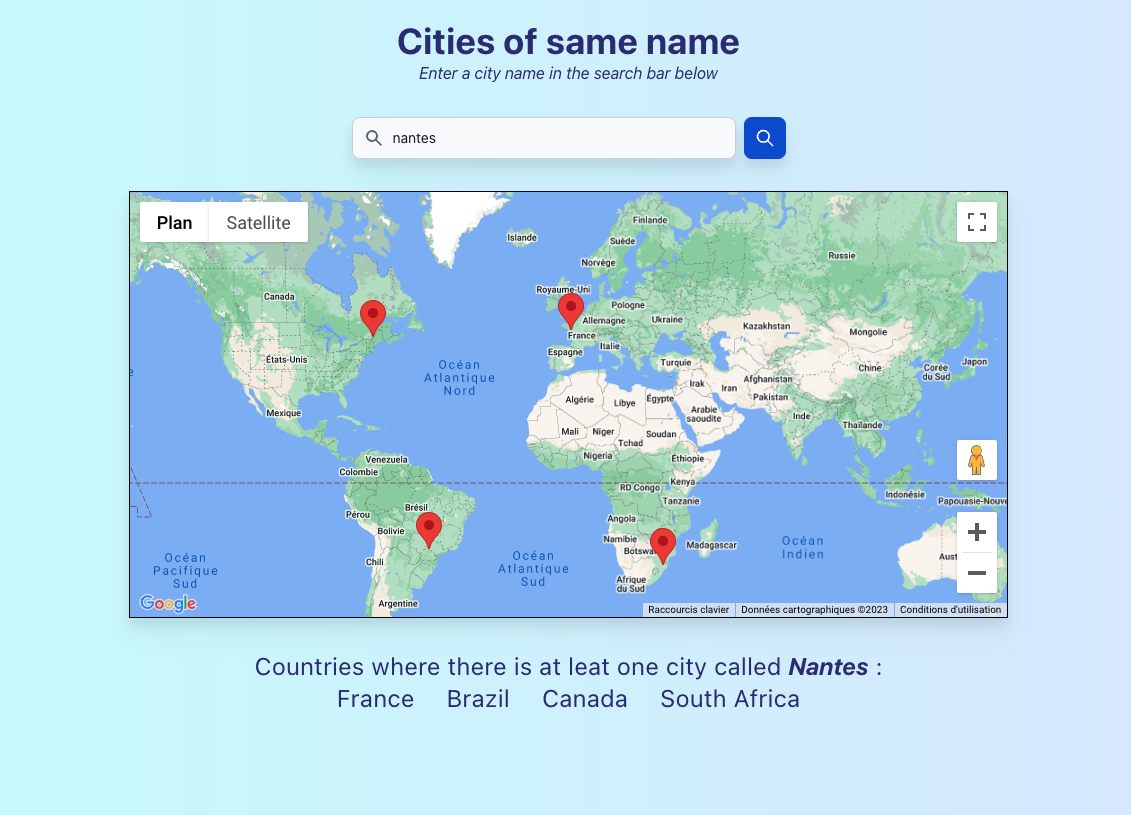 Cities of same name
Enter a city name in the search bar below
nantes
Plan Satellite
Finlande
Islande
Suède
Russie
Norvège
Canada
Royaume-Uni
Pologne
Allemagne
Ukraine
Kazakhstan
Mongolie
France
Italie
Espagne
États-Unis
Turquie
Japon
Chine
Corée
du Sud
Océan
Atlantique
Nord
Irak
Iran
Afghanistan
Pakistan
Algérie
Libye
Égypte
Arabie
saoudite
Mexique
Inde
Thaïlande
Mali
Niger
Tchad
Soudan
Nigeria
Éthiopie
Venezuela
Colombie
Kenya
RD Congo
Tanzanie
Indonésie
Papouasie-Nouv
Brésil
Pérou
Angola
Bolivie
Namibie
Botswa
Madagascar
Océan
Indien
Océan
Pacifique
Sud
Chili
Océan
Atlantique
Sud
Aust
Afrique
du Sud
Argentine
Google
Raccourcis clavier
Données cartographiques ©2023
Conditions d'utilisation
Countries where there is at leat one city called Nantes :
France Brazil Canada South Africa